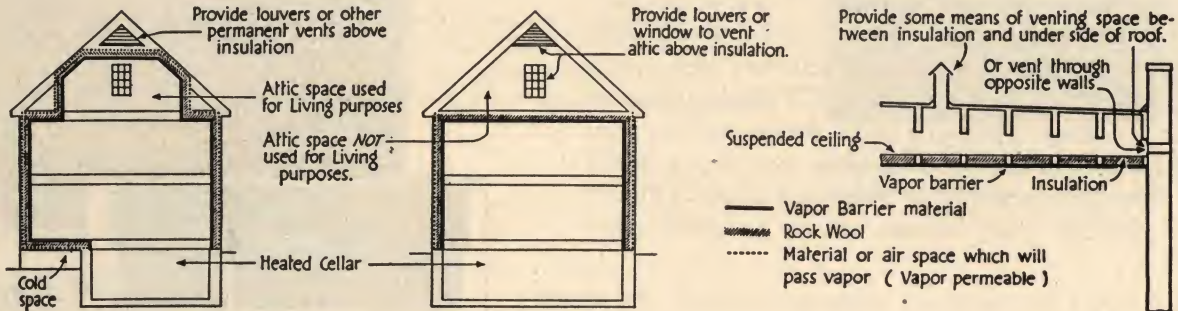 Provide louvers or other
permanent vents above
insulation
Attic space used
for Living purposes
Attic space NOT
used for Living
purposes.
Heated Cellar
Cold
space
Provide louvers or
window to vent
attic above insulation.
Provide some means of venting space be-
tween insulation and under side of roof.
Or vent through
opposite walls
Suspended ceiling
Vapor barrier
Insulation
Vapor Barrier material
Rock Wool
Material or air space which will
pass vapor ( Vapor permeable )